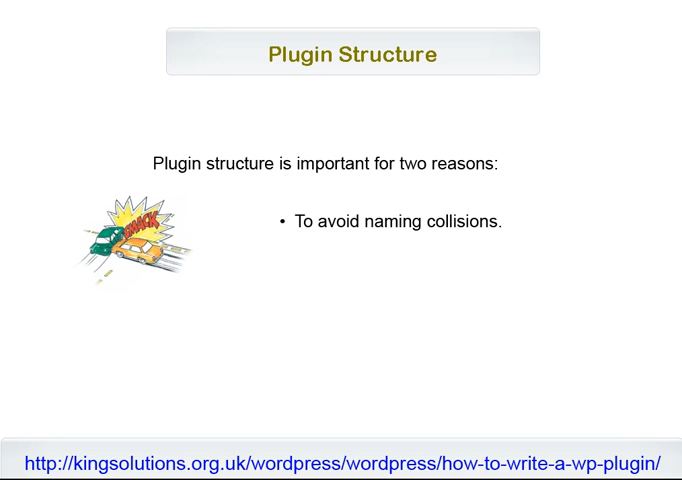 Plugin Structure
Plugin structure is important for two reasons:
SMACK
• To avoid naming collisions.
http://kingsolutions.org.uk/wordpress/wordpress/how-to-write-a-wp-plugin/